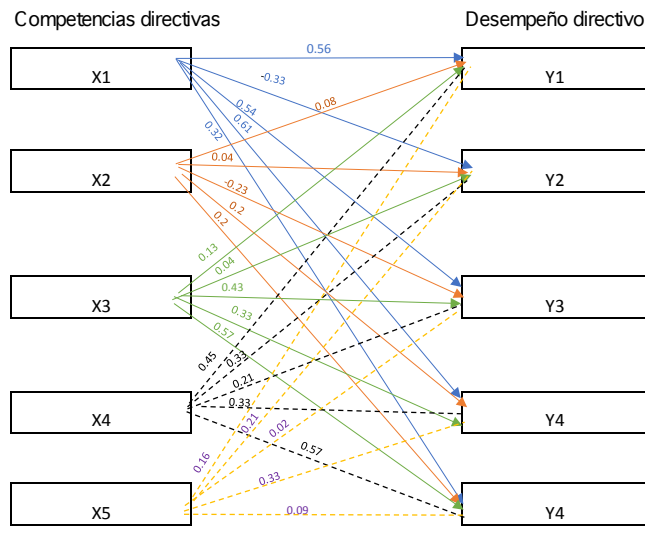 Competencias directivas
Desempeño directivo
0.56
X1
Y1
-0.33
0.08
0.54
0.61
0.32
0.04
X2
Y2
-0.23
0.2
0.2
0.13
0.04
0.43
X3
Y3
0.33
0.57
0.45
0.33
0.21
0.33
X4
Y4
0.21
0.02
0.57
0.16
0.33
0.09
X5
Y4